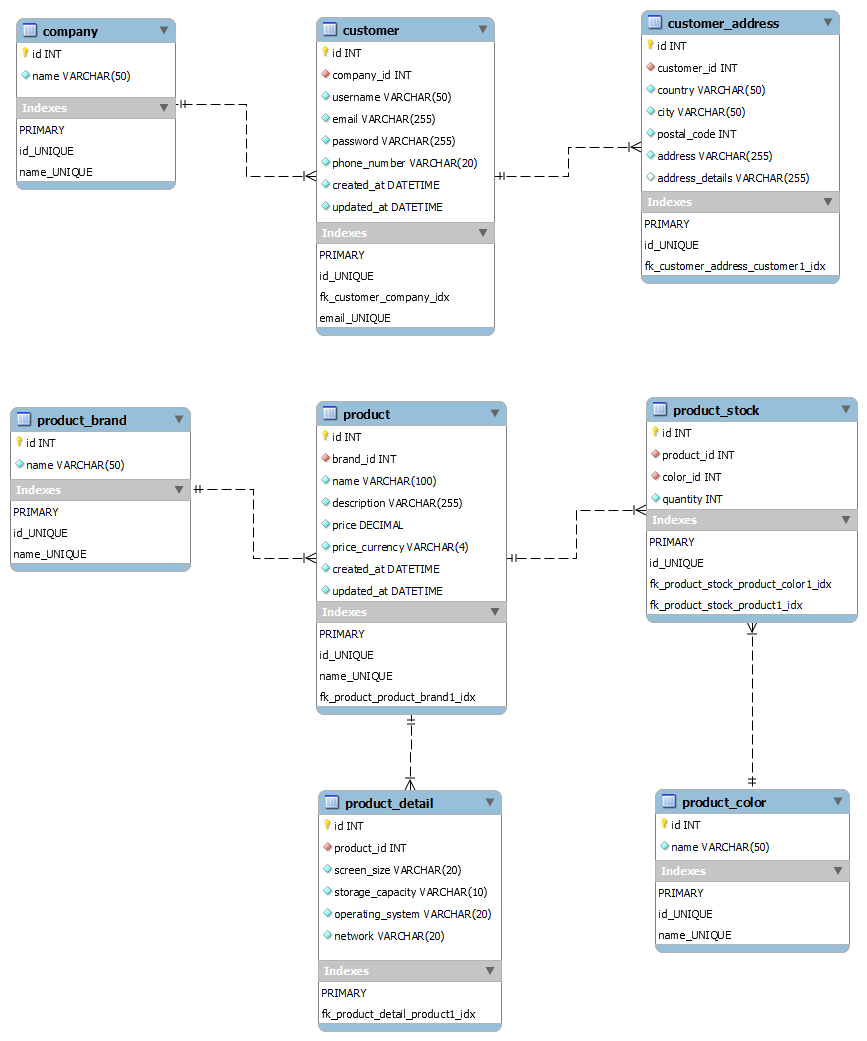 company
id INT
name VARCHAR(50)
Indexes
PRIMARY
id_UNIQUE
name_UNIQUE
customer
id INT
company_id INT
username VARCHAR(50)
email VARCHAR(255)
password VARCHAR(255)
phone_number VARCHAR(20)
created_at DATETIME
updated_at DATETIME
Indexes
PRIMARY
id_UNIQUE
fk_customer_company_idx
email_UNIQUE
customer_address
id INT
customer_id INT
country VARCHAR(50)
city VARCHAR(50)
postal_code INT
address VARCHAR(255)
address_details VARCHAR(255)
Indexes
PRIMARY
id_UNIQUE
fk_customer_address_customer1_idx
product_brand
id INT
name VARCHAR(50)
Indexes
PRIMARY
id_UNIQUE
name_UNIQUE
product
id INT
brand_id INT
name VARCHAR(100)
description VARCHAR(255)
price DECIMAL
price_currency VARCHAR(4)
created_at DATETIME
updated_at DATETIME
Indexes
PRIMARY
id_UNIQUE
name_UNIQUE
fk_product_product_brand1_idx
product_stock
id INT
product_id INT
color_id INT
quantity INT
Indexes
PRIMARY
id_UNIQUE
fk_product_stock_product_color1_idx
fk_product_stock_product1_idx
product_detail
id INT
product_id INT
screen_size VARCHAR(20)
storage_capacity VARCHAR(10)
operating_system VARCHAR(20)
network VARCHAR(20)
Indexes
PRIMARY
fk_product_detail_product1_idx
product_color
id INT
name VARCHAR(50)
Indexes
PRIMARY
id_UNIQUE
name_UNIQUE